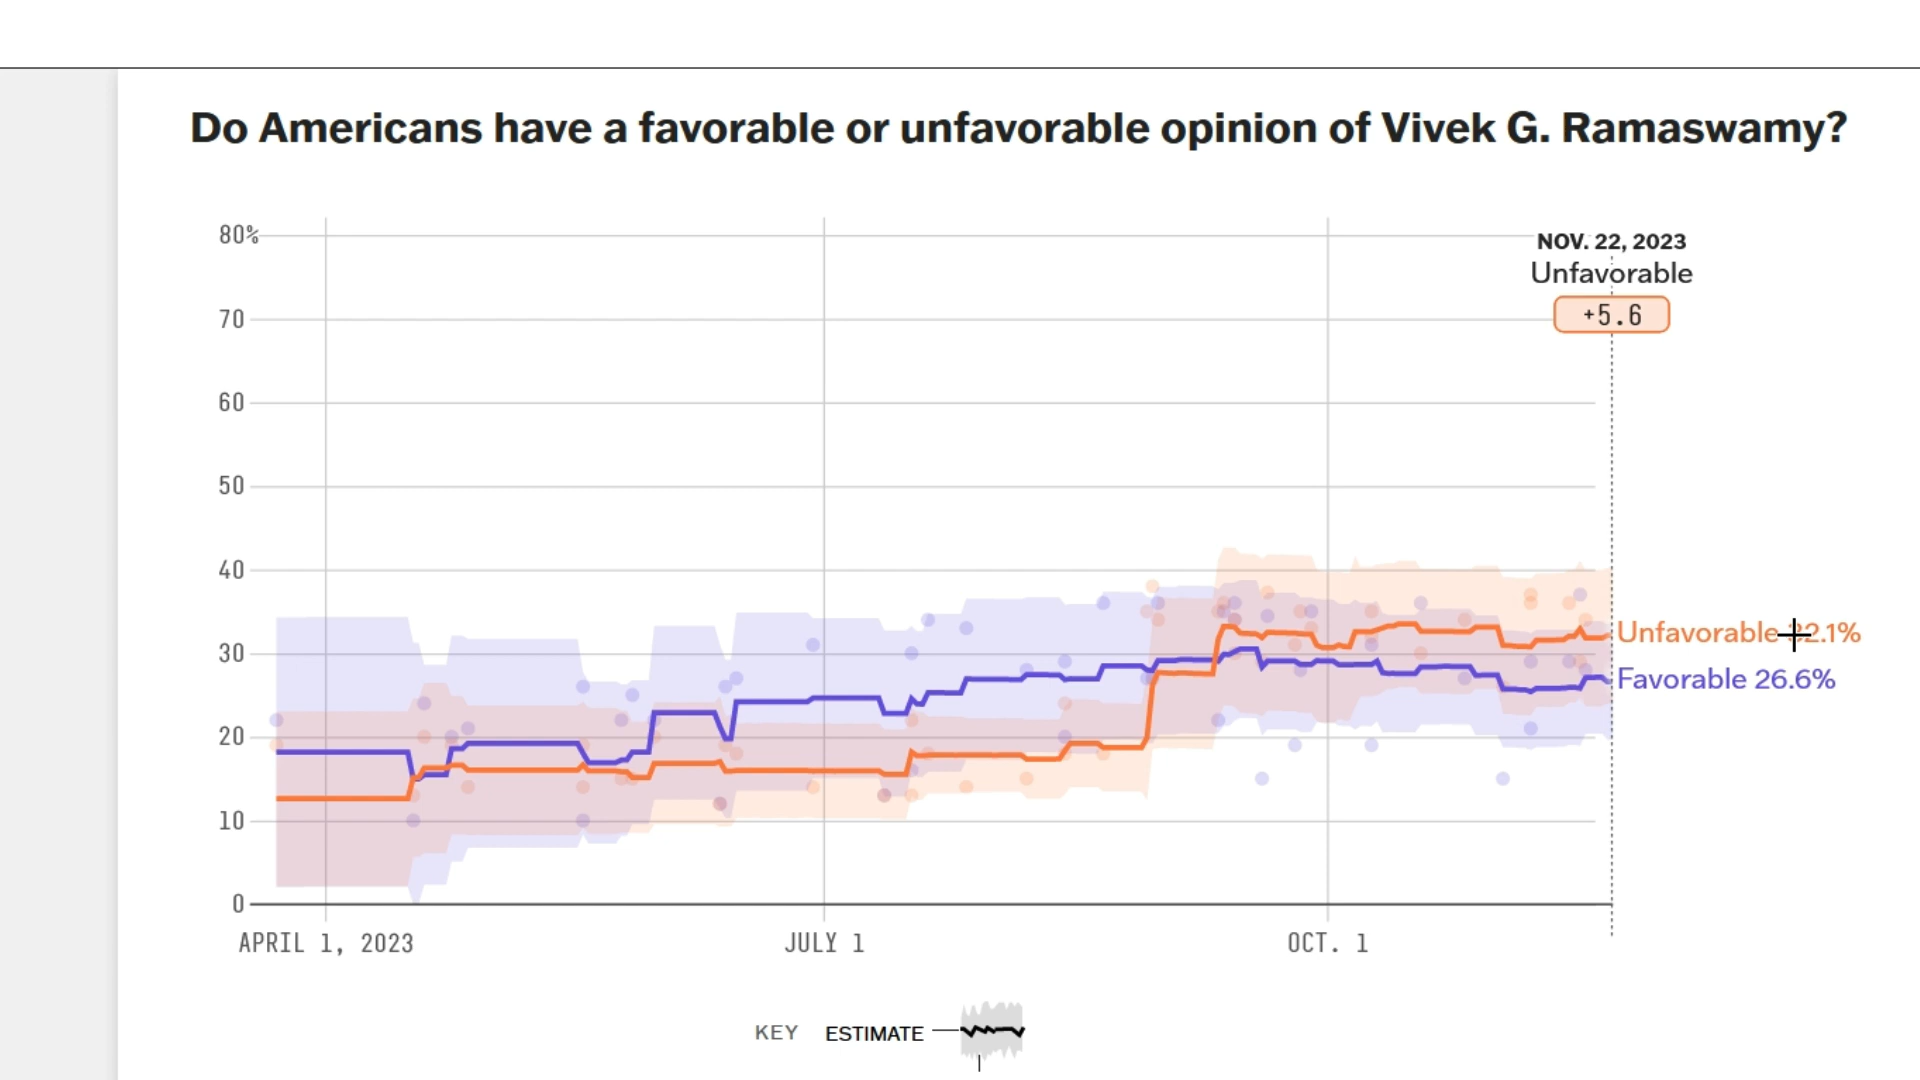 Do Americans have a favorable or unfavorable opinion of Vivek G. Ramaswamy?
80%
NOV. 22, 2023
Unfavorable
+5.6
70
60
50
40
30
20
10
0
Unfavorable 32.1%
Favorable 26.6%
APRIL 1, 2023
JULY 1
OCT. 1
KEY ESTIMATE